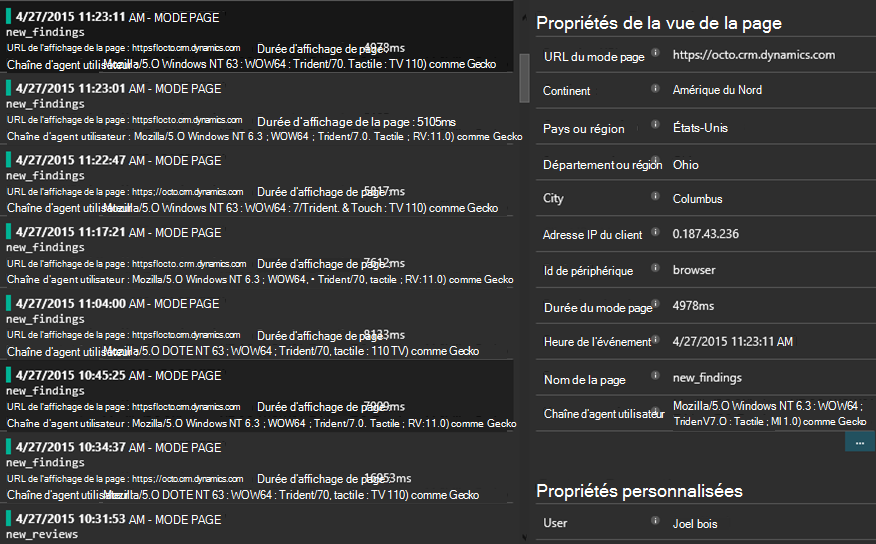 4/27/2015 11:23:11 AM - MODE PAGE
new_findings
URL de l'affichage de la page : httpsflocto.crm.dynamics.com Durée d'affichage de page : 4978ms
Chaîne d'agent utilisateur : Mozilla/5.O Windows NT 63 : WOW64 : Trident/70. Tactile : TV 110) comme Gecko
4/27/2015 11:23:01 AM - MODE PAGE
new_findings
URL de l'affichage de la page : httpsflocto.crm.dynamics.com Durée d'affichage de la page : 5105ms
Chaîne d'agent utilisateur : Mozilla/5.O Windows NT 6.3 ; WOW64 ; Trident/7.0. Tactile ; RV:11.0) comme Gecko
4/27/2015 11:22:47 AM - MODE PAGE
new_findings
URL de l'affichage de la page : https;//octo.crm.dynamics.com Durée d'affichage de page : 5817ms
Chaîne d'agent utilisateur : Mozilla/5.O Windows NT 63 : WOW64 : 7/Trident. & Touch : TV 110) comme Gecko
4/27/2015 11:17:21 AM - MODE PAGE
new_findings
URL de l'affichage de la page : httpsflocto. crm.dynamics.com Durée d'affichage de page : 7612ms
Chaîne d'agent utilisateur : Mozilla/5.O Windows NT 6.3 ; WOW64, • Trident/70, tactile ; RV:11.0) comme Gecko
4/27/2015 11:04:00 AM - MODE PAGE
new_findings
URL de l'affichage de la page : httpsflocto.crm.dynamics.com Durée d'affichage de page : 8133ms
Chaîne d'agent utilisateur : Mozilla/5.O DOTE NT 63 ; WOW64 ; Trident/70, tactile : 110 TV) comme Gecko
4/27/2015 10:45:25 AM - MODE PAGE
new_findings
URL de l'affichage de la page : httpsflocto.crm.dynamics.com Durée d'affichage de page : 7909ms
Chaîne d'agent utilisateur : Mozilla/5.O Windows NT 6.3 ; WOW64 ; Trident/7.0. Tactile ; RV:11.0) comme Gecko
4/27/2015 10:34:37 AM - MODE PAGE
new_findings
URL de l'affichage de la page : https://octo.crm.dynamics.com Durée d'affichage de page :
Chaîne d'agent utilisateur : Mozilla/5.O DOTE NT 63 : WOW64 : Trident/70, tactile : TV 110) comme Gecko
4/27/2015 10:31:53 AM - MODE PAGE
new_reviews
Propriétés de la vue de la page
URL du mode page https://octo.crm.dynamics.com
Continent Amérique du Nord
Pays ou région États-Unis
Département ou région Ohio
City Columbus
Adresse IP du client 0.187.43.236
Id de périphérique browser
Durée du mode page 4978ms
Heure de l'événement 4/27/2015 11:23:11 AM
Nom de la page new_findings
Chaîne d'agent utilisateur Mozilla/5.O Windows NT 6.3 : WOW64 ;
TridenV7.O : Tactile ; MI 1.0) comme Gecko
...
Propriétés personnalisées
User Joel bois